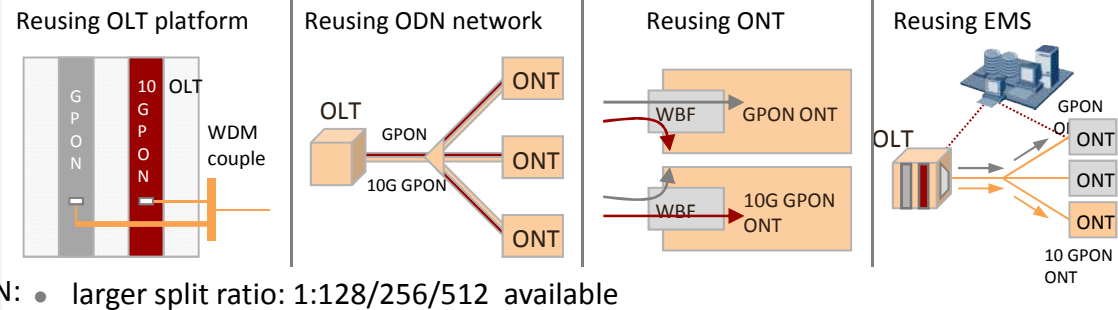 Reusing OLT platform
Reusing ODN network
Reusing ONT
Reusing EMS
GPON
10
GPON
OLT
WDM
couple
OLT
GPON
10G GPON
ONT
ONT
ONT
WBF
GPON ONT
WBF
10G GPON
ONT
OLT
GPON
ONT
ONT
ONT
10 GPON
ONT
N: ● larger split ratio: 1:128/256/512 available